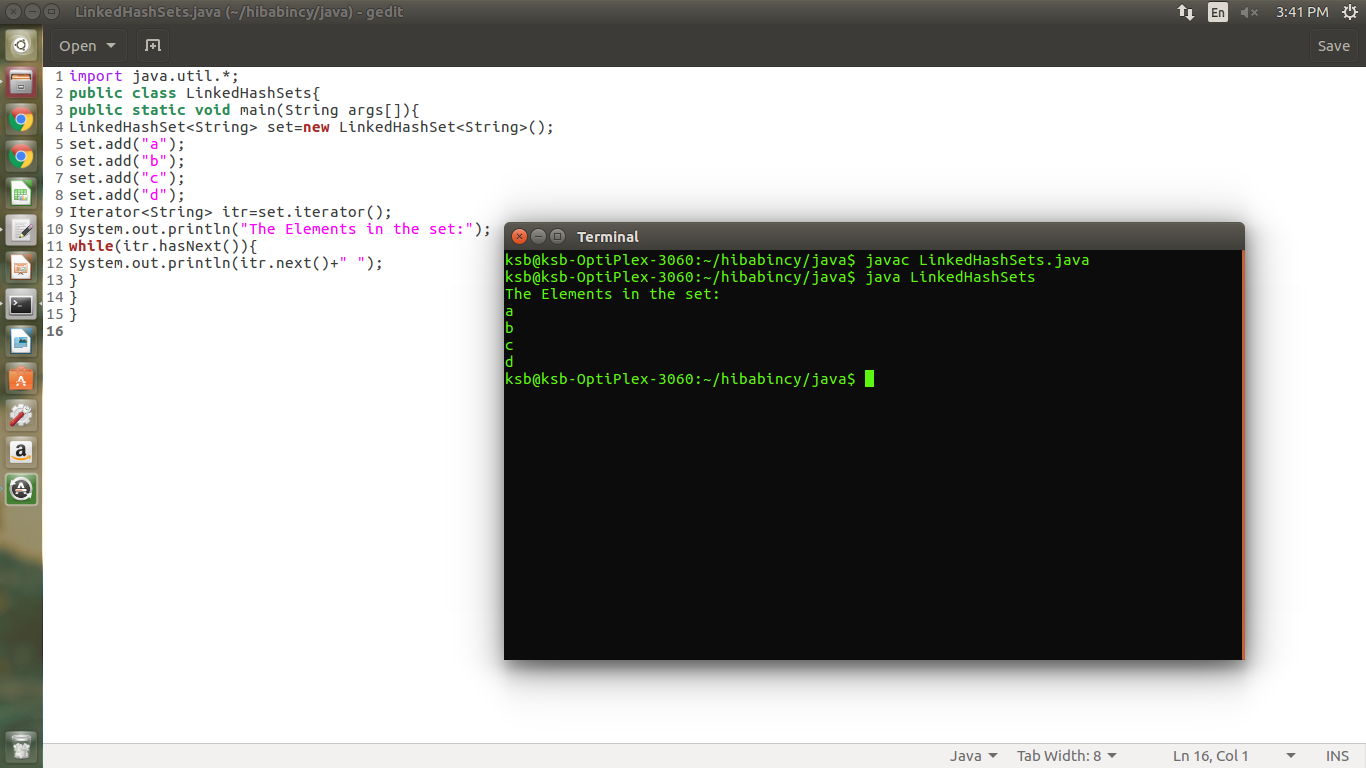 LinkedHashSets.java (~/hibabincy/java) - gedit
En
3:41 PM
Open
Save
1 import java.util.*;
2 public class LinkedHashSets{
3 public static void main(String args[]){
4 LinkedHashSet<String> set=new LinkedHashSet<String>();
5 set.add("a");
6 set.add("b");
7 set.add("c");
8 set.add("d");
9 Iterator<String> itr=set.iterator();
10 System.out.println("The Elements in the set:");
11 while(itr.hasNext()){
12 System.out.println(itr.next()+" ");
13 }
14 }
15 }
16
Terminal
ksb@ksb-OptiPlex-3060:~/hibabincy/java$ javac LinkedHashSets.java
ksb@ksb-OptiPlex-3060:~/hibabincy/java$ java LinkedHashSets
The Elements in the set:
a
b
c
d
ksb@ksb-OptiPlex-3060:~/hibabincy/java$
a
Java
Tab Width: 8
Ln 16, Col 1
INS